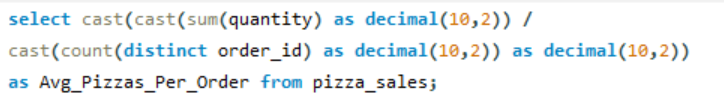 select cast(cast(sum(quantity) as decimal(10,2)) /
cast(count(distinct order_id) as decimal(10,2)) as decimal(10,2))
as Avg_Pizzas_Per_Order from pizza_sales;